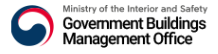 Ministry of the Interior and Safety
Government Buildings
Management Office